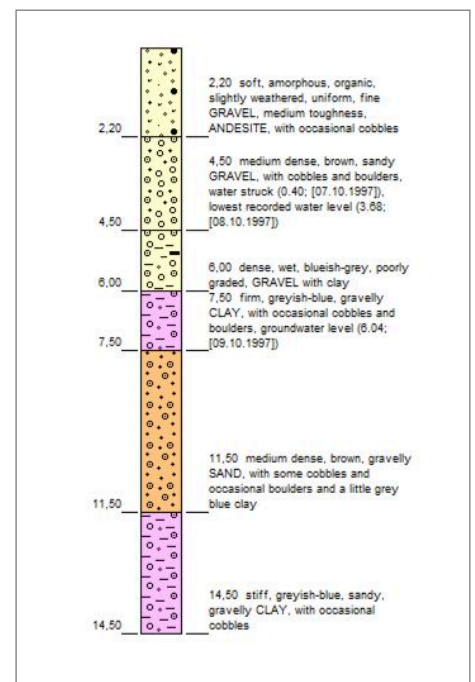 2,20 soft, amorphous, organic,
slightly weathered, uniform, fine
GRAVEL, medium toughness,
2,20 ANDESITE, with occasional cobbles
4,50 medium dense, brown, sandy
GRAVEL, with cobbles and boulders,
water struck (0.40; [07.10.1997]),
lowest recorded water level (3.68;
4,50 [08.10.1997])
6,00 dense, wet, blueish-grey, poorly
graded, GRAVEL with clay
6,00 7,50 firm, greyish-blue, gravelly
CLAY, with occasional cobbles and
boulders, groundwater level (6.04;
7,50 [09.10.1997])
11,50 medium dense, brown, gravelly
SAND, with some cobbles and
occasional boulders and a little grey
11,50 blue clay
14,50 stiff, greyish-blue, sandy,
gravelly CLAY, with occasional
14,50 cobbles